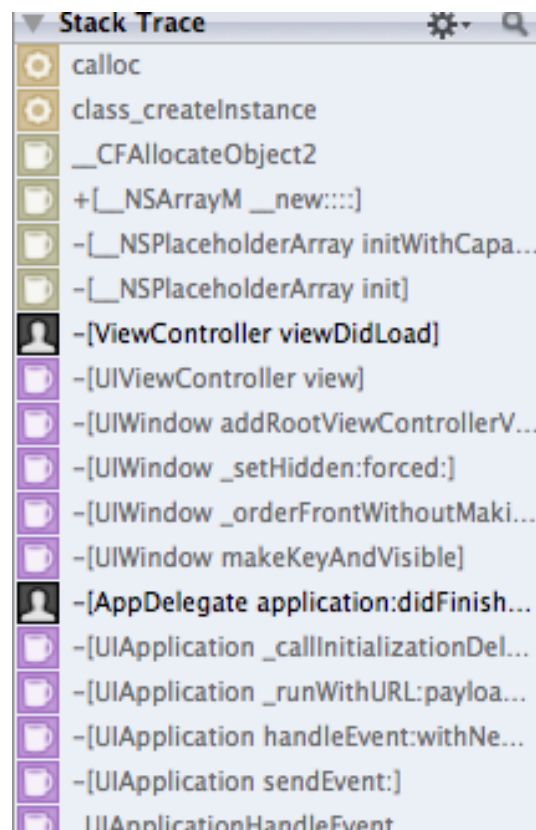 Stack Trace
calloc
class_createInstance
__CFAllocateObject2
+[__NSArrayM __new::::]
-[__NSPlaceholderArray initWithCapa...
-[__NSPlaceholderArray init]
-[ViewController viewDidLoad]
-[UIViewController view]
-[UIWindow addRootViewControllerV...
-[UIWindow _setHidden:forced:]
-[UIWindow _orderFrontWithoutMaki...
-[UIWindow makeKeyAndVisible]
-[AppDelegate application:didFinish...
-[UIApplication _callInitializationDel...
-[UIApplication _runWithURL:payloa...
-[UIApplication handleEvent:withNe...
-[UIApplication sendEvent:]
_UIApplicationHandleEvent